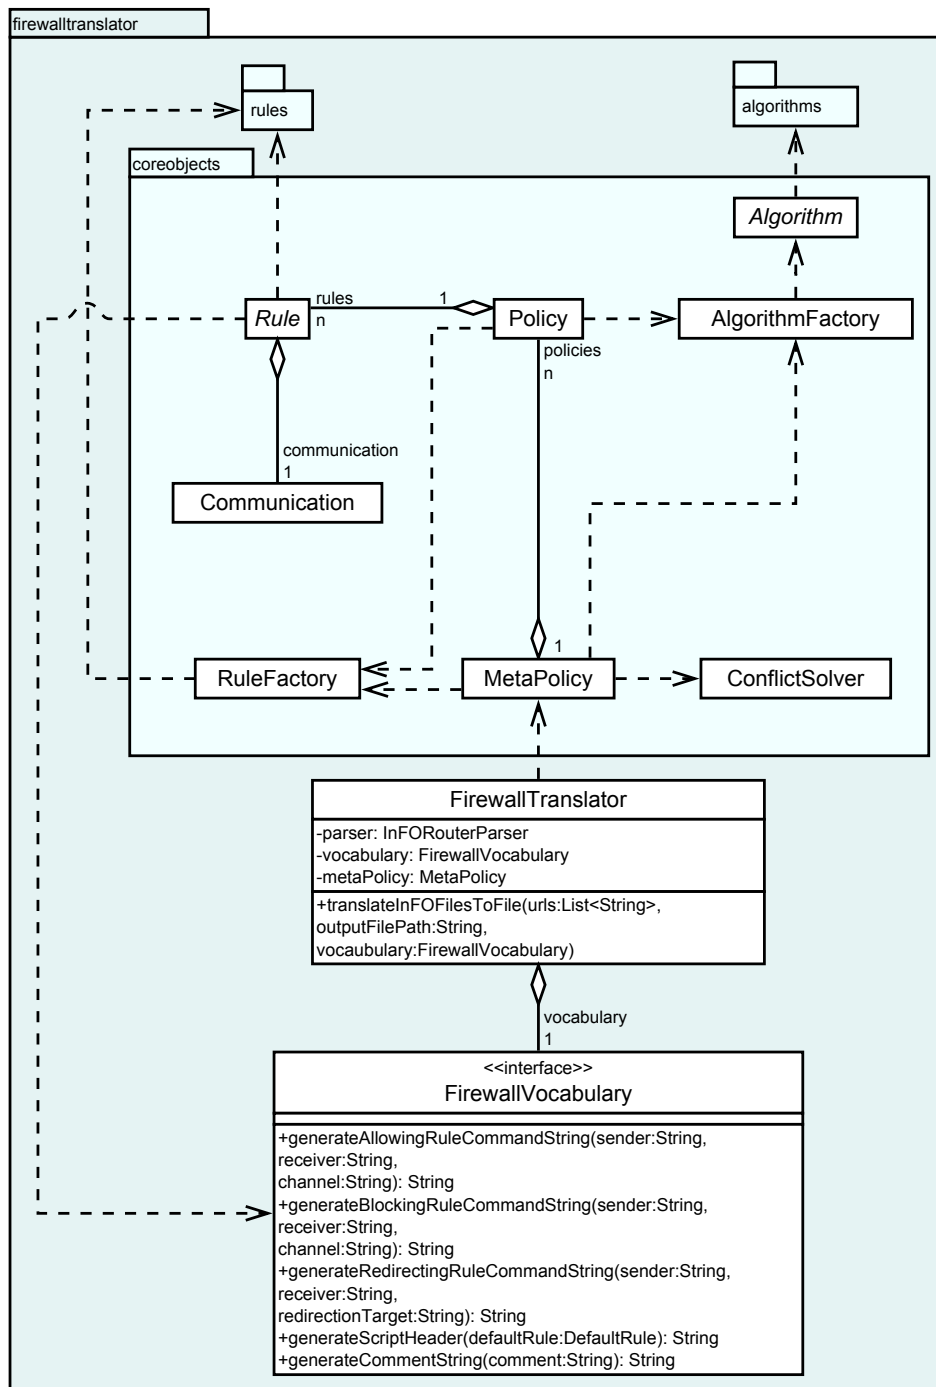 firewalltranslator
rules
algorithms
coreobjects
Algorithm
rules
1
n
Rule
Policy
AlgorithmFactory
policies
n
communication
1
Communication
1
RuleFactory
MetaPolicy
ConflictSolver
FirewallTranslator
-parser: InFORouterParser
-vocabulary: FirewallVocabulary
-metaPolicy: MetaPolicy
+translateInFOFilesToFile(urls:List<String>,
outputFilePath:String,
vocaubulary:FirewallVocabulary)
vocabulary
1
<<interface>>
FirewallVocabulary
+generateAllowingRuleCommandString(sender:String,
receiver:String,
channel:String): String
+generateBlockingRuleCommandString(sender:String,
receiver:String,
channel:String): String
+generateRedirectingRuleCommandString(sender:String,
receiver:String,
redirectionTarget:String): String
+generateScriptHeader(defaultRule:DefaultRule): String
+generateCommentString(comment:String): String